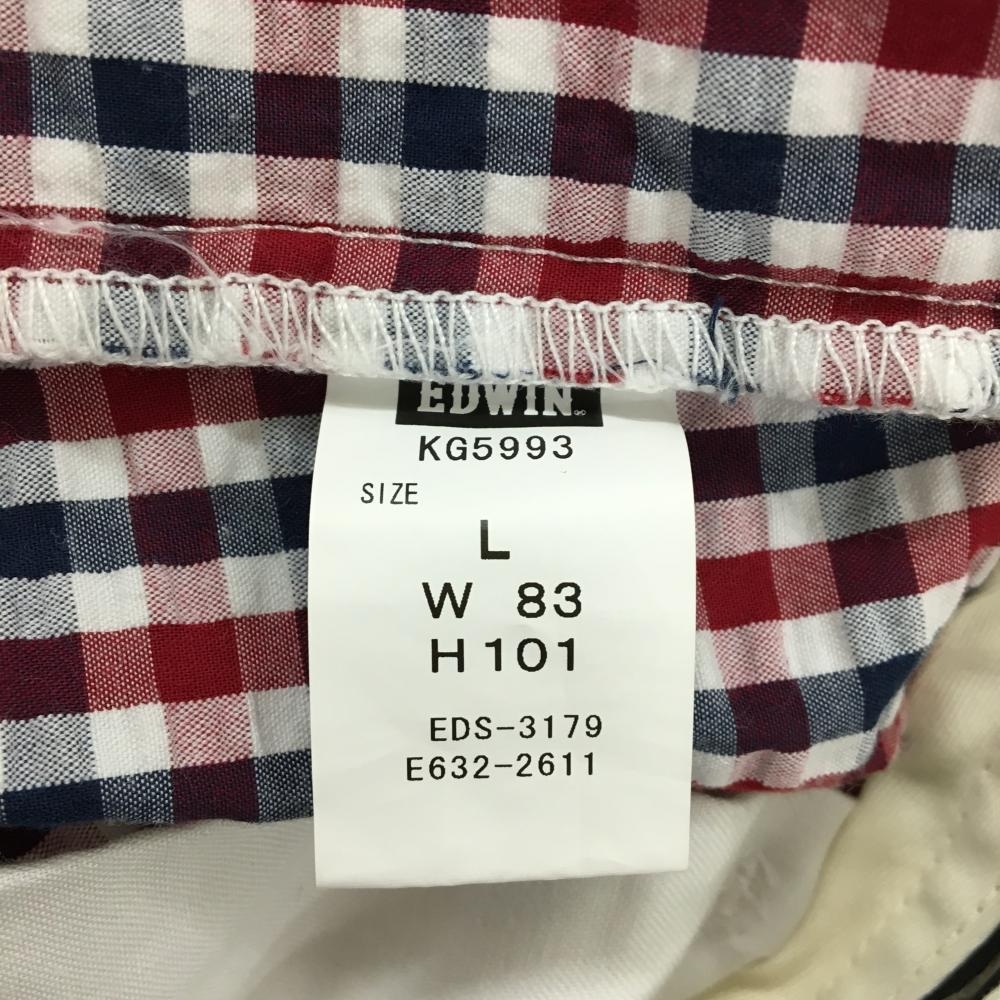 EDWIN
KG5993
SIZE
L
W 83
H101
EDS-3179
E632-2611